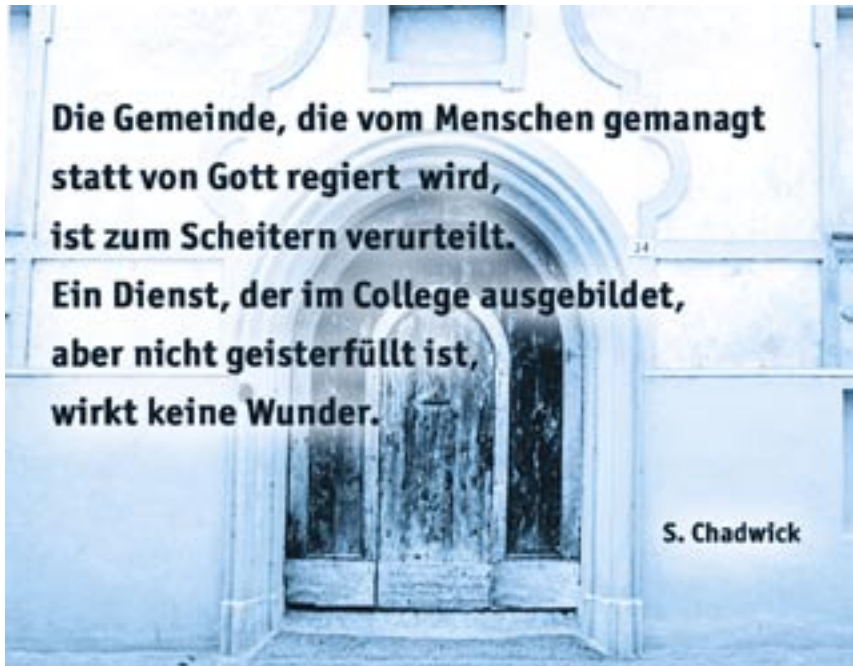 Die Gemeinde, die vom Menschen gemanagt
statt von Gott regiert wird,
ist zum Scheitern verurteilt.
24
Ein Dienst, der im College ausgebildet,
aber nicht geisterfüllt ist,
wirkt keine Wunder.
S. Chadwick